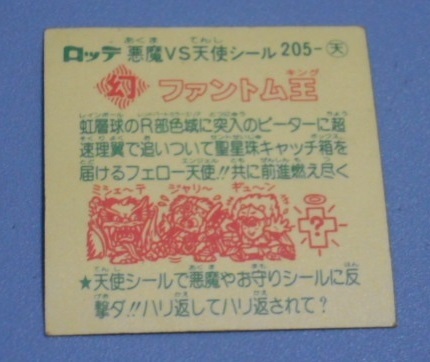 ロッテ 悪魔VS天使シール 205-天
幻 ファントム王
虹層球のR部色域に突入のピーターに超
速理翼で追いついて聖星珠キャッチ箱を
届けるフェロー天使!!共に前進燃え尽く
ミシェーテ ジャリー ギューン
★天使シールで悪魔やお守りシールに反
撃ダ!!ハリ返してハリ返されて?